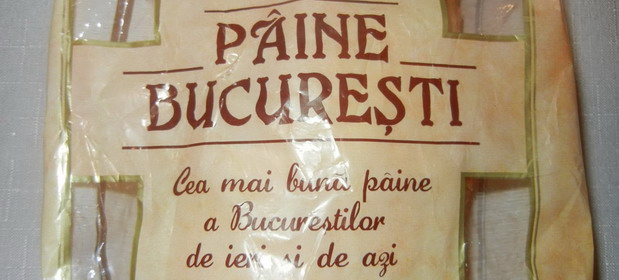 PÂINE
BUCUREȘTI
Cea mai bună pâine
a Bucureștilor
de ieri și de azi